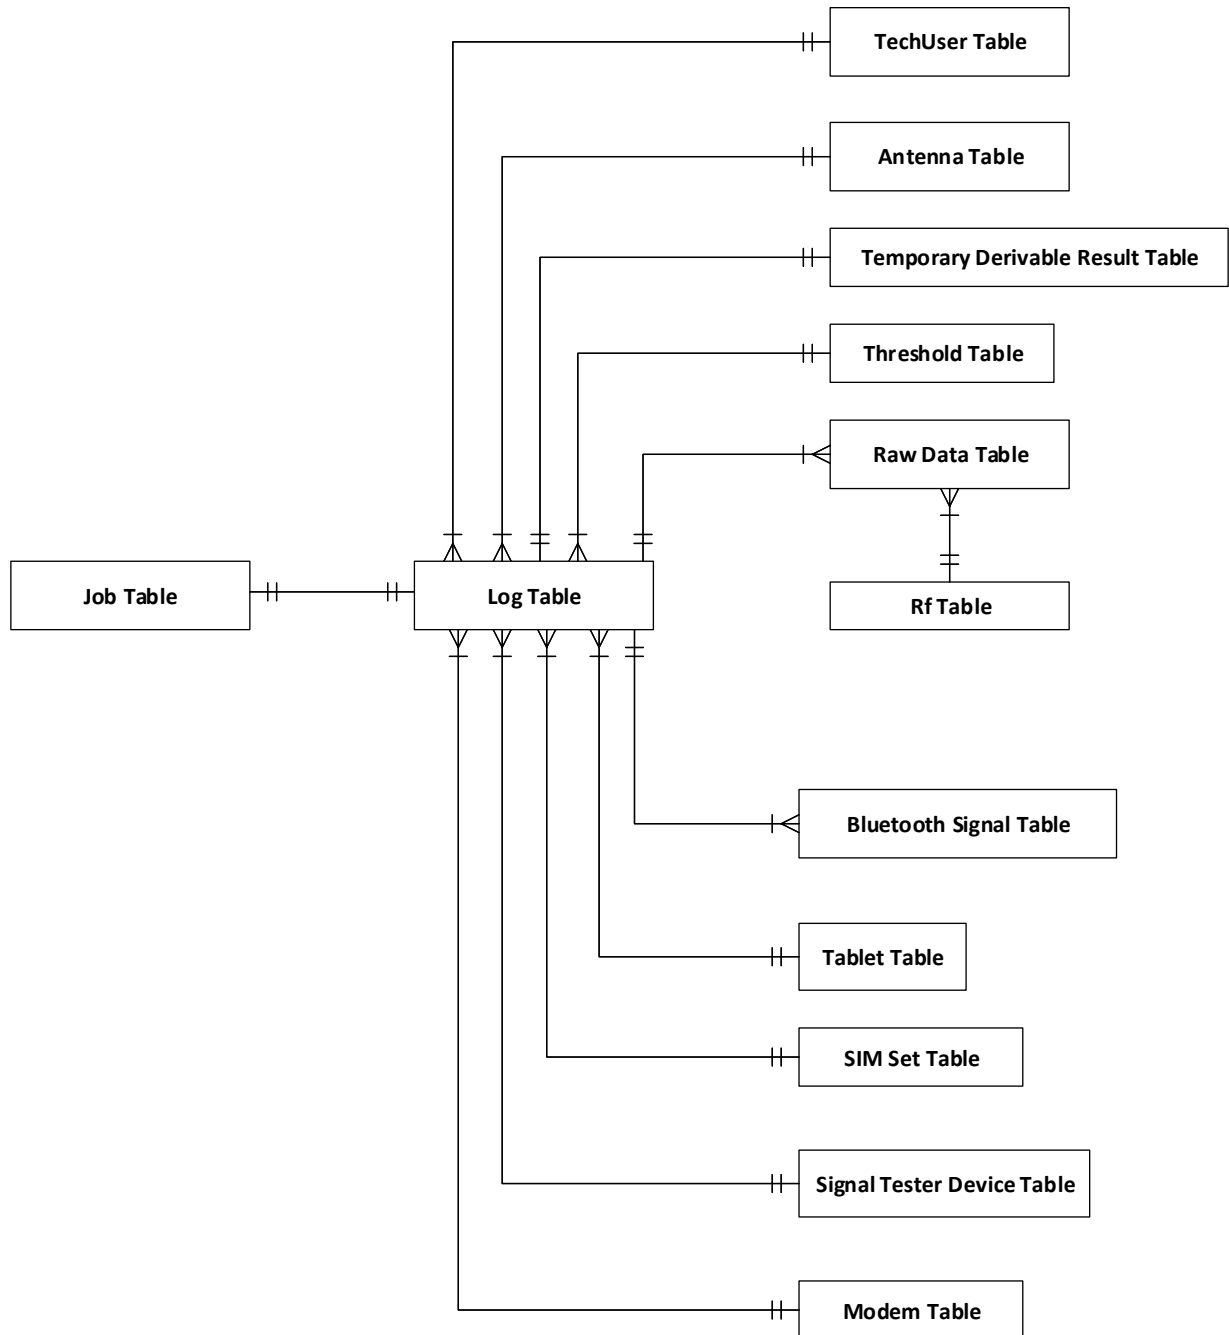 TechUser Table
Antenna Table
Temporary Derivable Result Table
Threshold Table
Raw Data Table
Job Table
Log Table
Rf Table
Bluetooth Signal Table
Tablet Table
SIM Set Table
Signal Tester Device Table
Modem Table